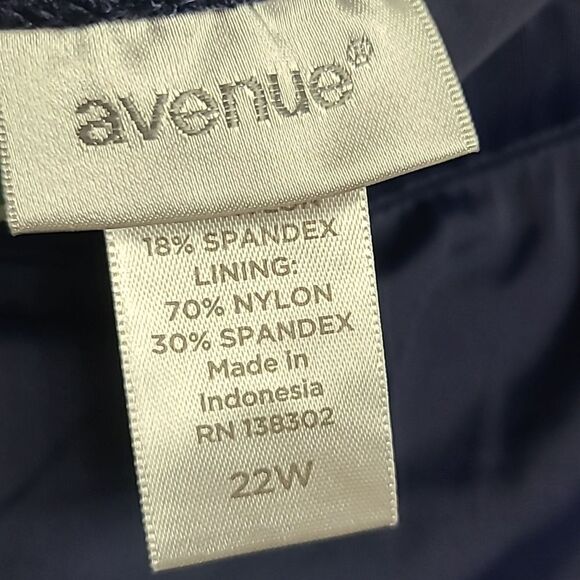 avenue®
18% SPANDEX
LINING:
70% NYLON
30% SPANDEX
Made in
Indonesia
RN 138302
22W